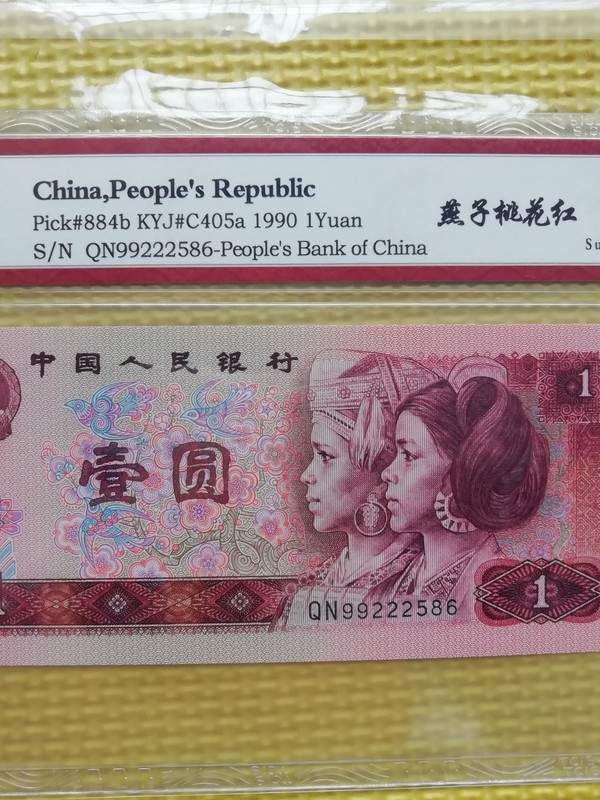 China,People's Republic
Pick#884b KYJ#C405a 1990 1Yuan
燕子桃花红
S/N QN99222586-People's Bank of China
Su
中国人民银行
1
壹圆
QN99222586
1